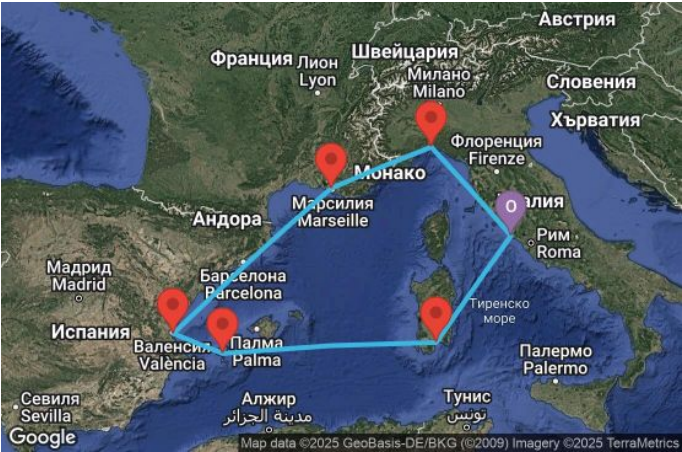 Австрия
Франция
Лион
Lyon
Швейцария
Милано
Milano
Словения
Хърватия
Флоренция
Firenze
Монако
Марсилия
Marseille
алия
O
Андора
Рим
Roma
Мадрид
Madrid
Барселона
Barcelona
Тиренско
море
Испания
Валенсия
València
Палма
Palma
Палермо
Palermo
Севиля
Sevilla
Алжир
مدينة الجزائر
Тунис
تونس
Google
Map data ©2025 GeoBasis-DE/BKG (©2009) Imagery ©2025 TerraMetrics